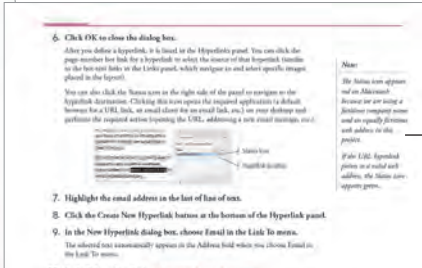 6. Click OK to close the dialog box.
After you define a hyperlink, it is listed in the Hyperlinks panel. You can click the
page-number hot link for a hyperlink to select the source of that hyperlink (similar
to the hot-text links in the Links panel, which navigate to and select specific images
placed in the layout).
You can also click the Status icon in the right side of the panel to navigate to the
hyperlink destination. Clicking this icon opens the required application (a default
browser for a URL link, an email client for an email link, etc.) on your desktop and
performs the required action (opening the URL, addressing a new email message, etc.)
Status icon
7. Highlight the email address in the last of line of text.
8. Click the Create New Hyperlink button at the bottom of the Hyperlink panel.
9. In the New Hyperlink dialog box, choose Email in the Link To menu.
The selected text automatically appears in the Address field when you choose Email in
the Link To menu.
Note:
The Status icon appears
red on Macintosh
because we are using a
fictitious company name
and an equally fictitious
web address in this
project.
If the URL hyperlink
points to a valid web
address, the Status icon
appears green.